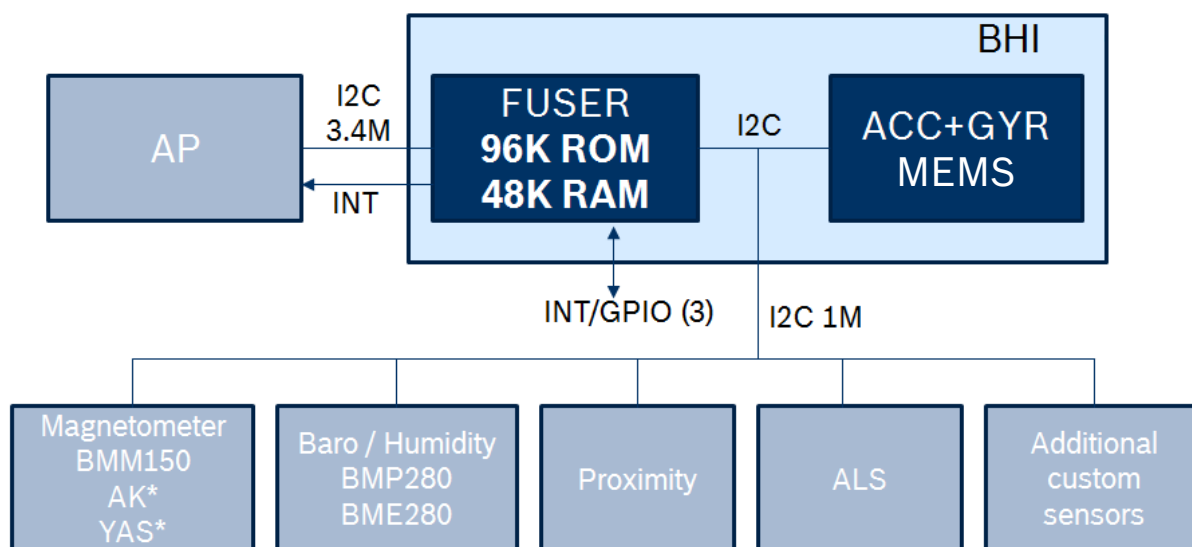 BHI
AP
I2C
3.4M
INT
FUSER
96K ROM
48K RAM
I2C
ACC+GYR
MEMS
INT/GPIO (3)
I2C 1M
Magnetometer
BMM150
AK*
YAS*
Baro / Humidity
BMP280
BME280
Proximity
ALS
Additional
custom
sensors